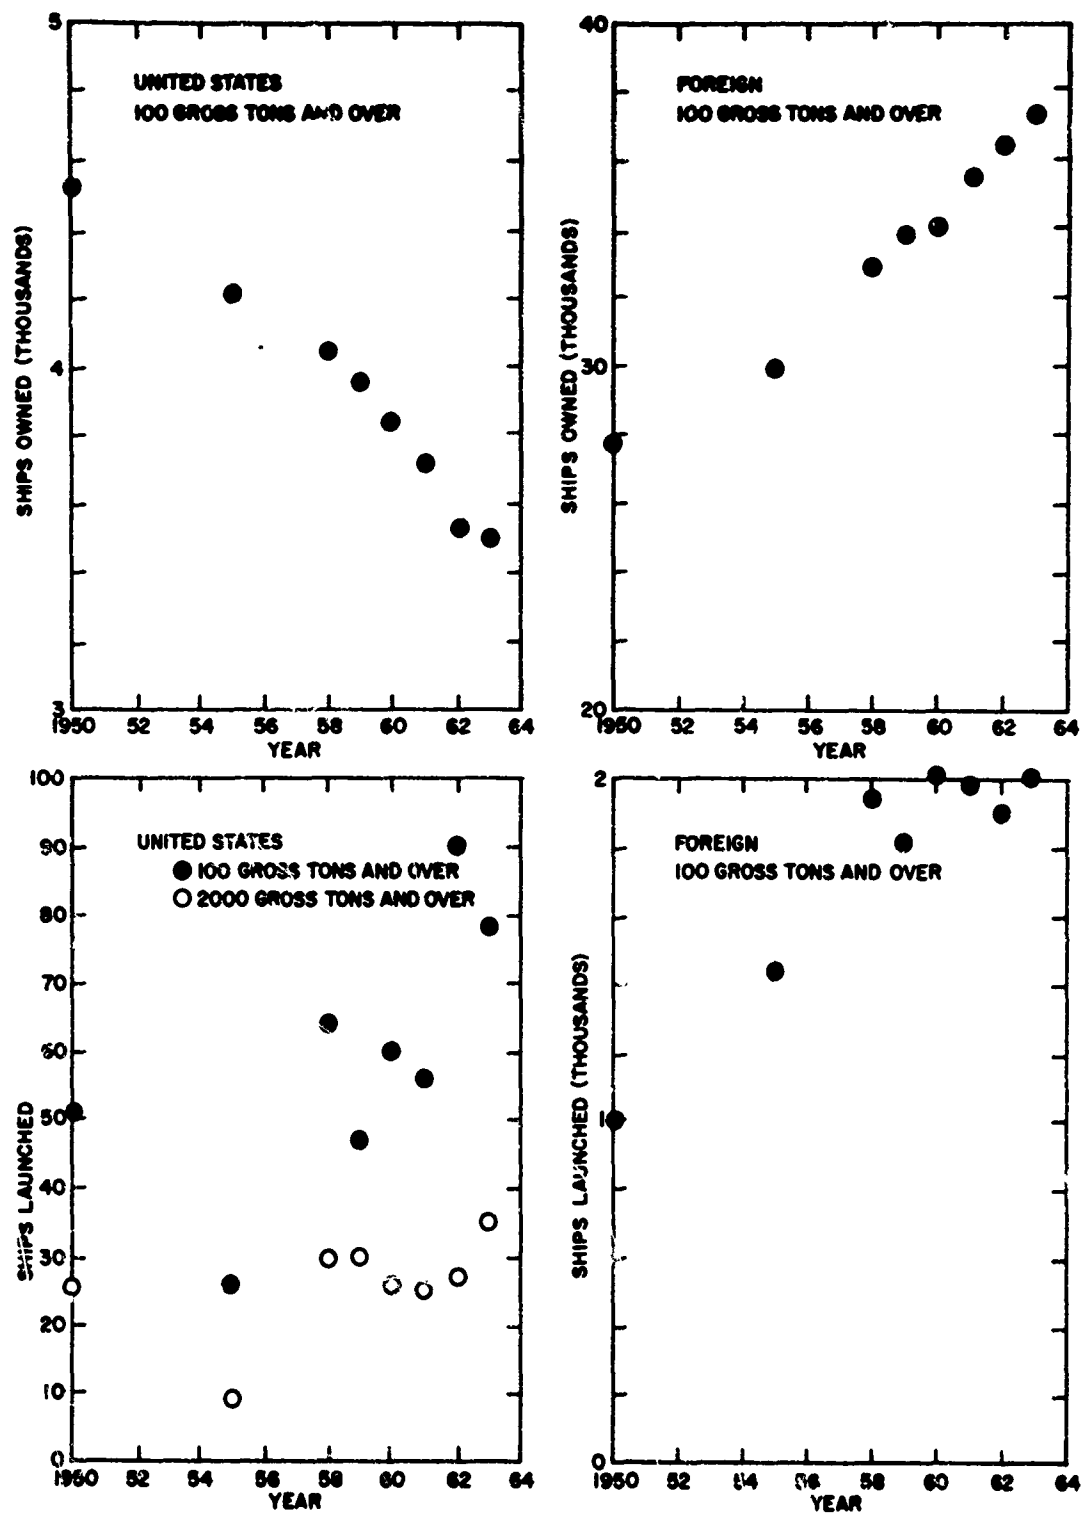 5
UNITED STATES
100 GROSS TONS AND OVER
SHIPS OWNED (THOUSANDS)
4
3
1950 52 54 56 58 60 62 64
YEAR
40
FOREIGN
100 GROSS TONS AND OVER
SHIPS OWNED (THOUSANDS)
30
20
1950 52 54 56 58 60 62 64
YEAR
100
90
UNITED STATES
100 GROSS TONS AND OVER
2000 GROSS TONS AND OVER
80
70
60
SHIPS LAUNCHED
50
40
30
20
10
0
1950 52 54 56 58 60 62 64
YEAR
2
FOREIGN
100 GROSS TONS AND OVER
SHIPS LAUNCHED (THOUSANDS)
1
0
1950 52 54 56 58 60 62 64
YEAR